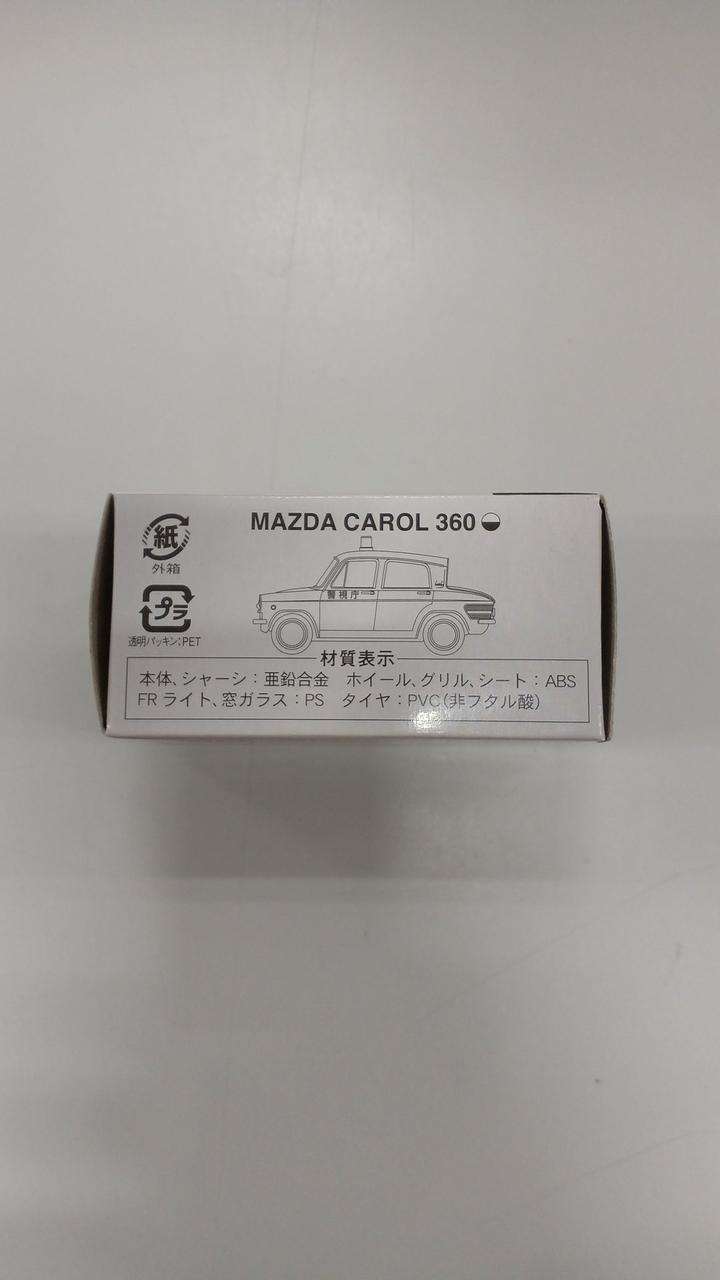 MAZDA CAROL 360
紙
外箱
プラ
透明パッキン:PET
警視庁
材質表示
本体、シャーシ:亜鉛合金 ホイール、グリル、シート:ABS
FRライト、窓ガラス:PS タイヤ:PVC(非フタル酸)